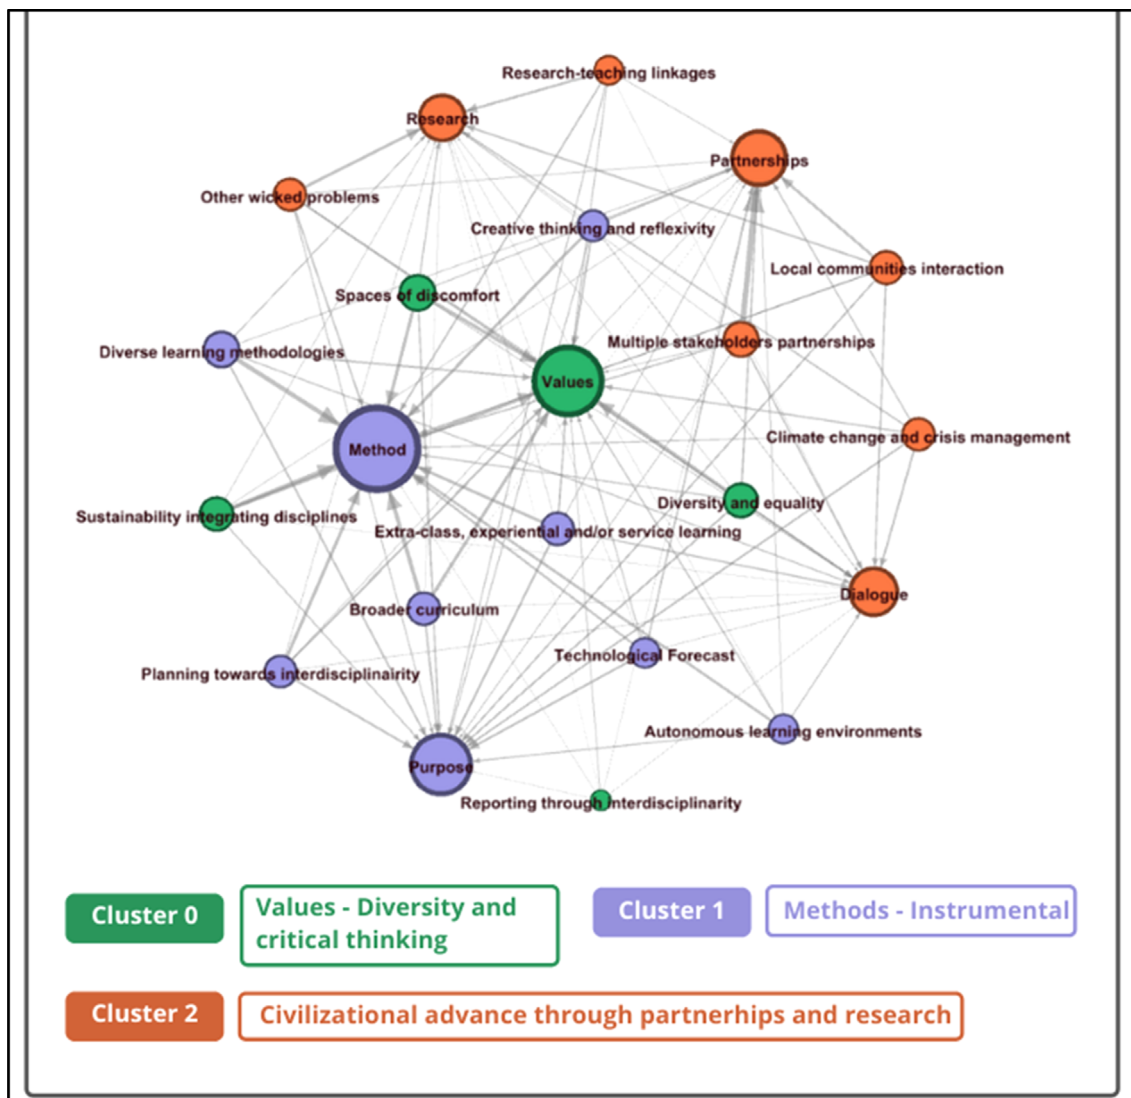 Research-teaching linkages
Research
Partnerships
Other wicked problems
Creative thinking and reflexivity
Local communities interaction
Spaces of discomfort
Multiple stakeholders partnerships
Diverse learning methodologies
Values
Climate change and crisis management
Method
Diversity and equality
Sustainability integrating disciplines
Extra-class, experiential and/or service learning
Dialogue
Broader curriculum
Technological Forecast
Planning towards interdisciplinairity
Autonomous learning environments
Purpose
Reporting through interdisciplinarity
Cluster 0
Values - Diversity and
critical thinking
Cluster 1
Methods - Instrumental
Cluster 2
Civilizational advance through partnerhips and research